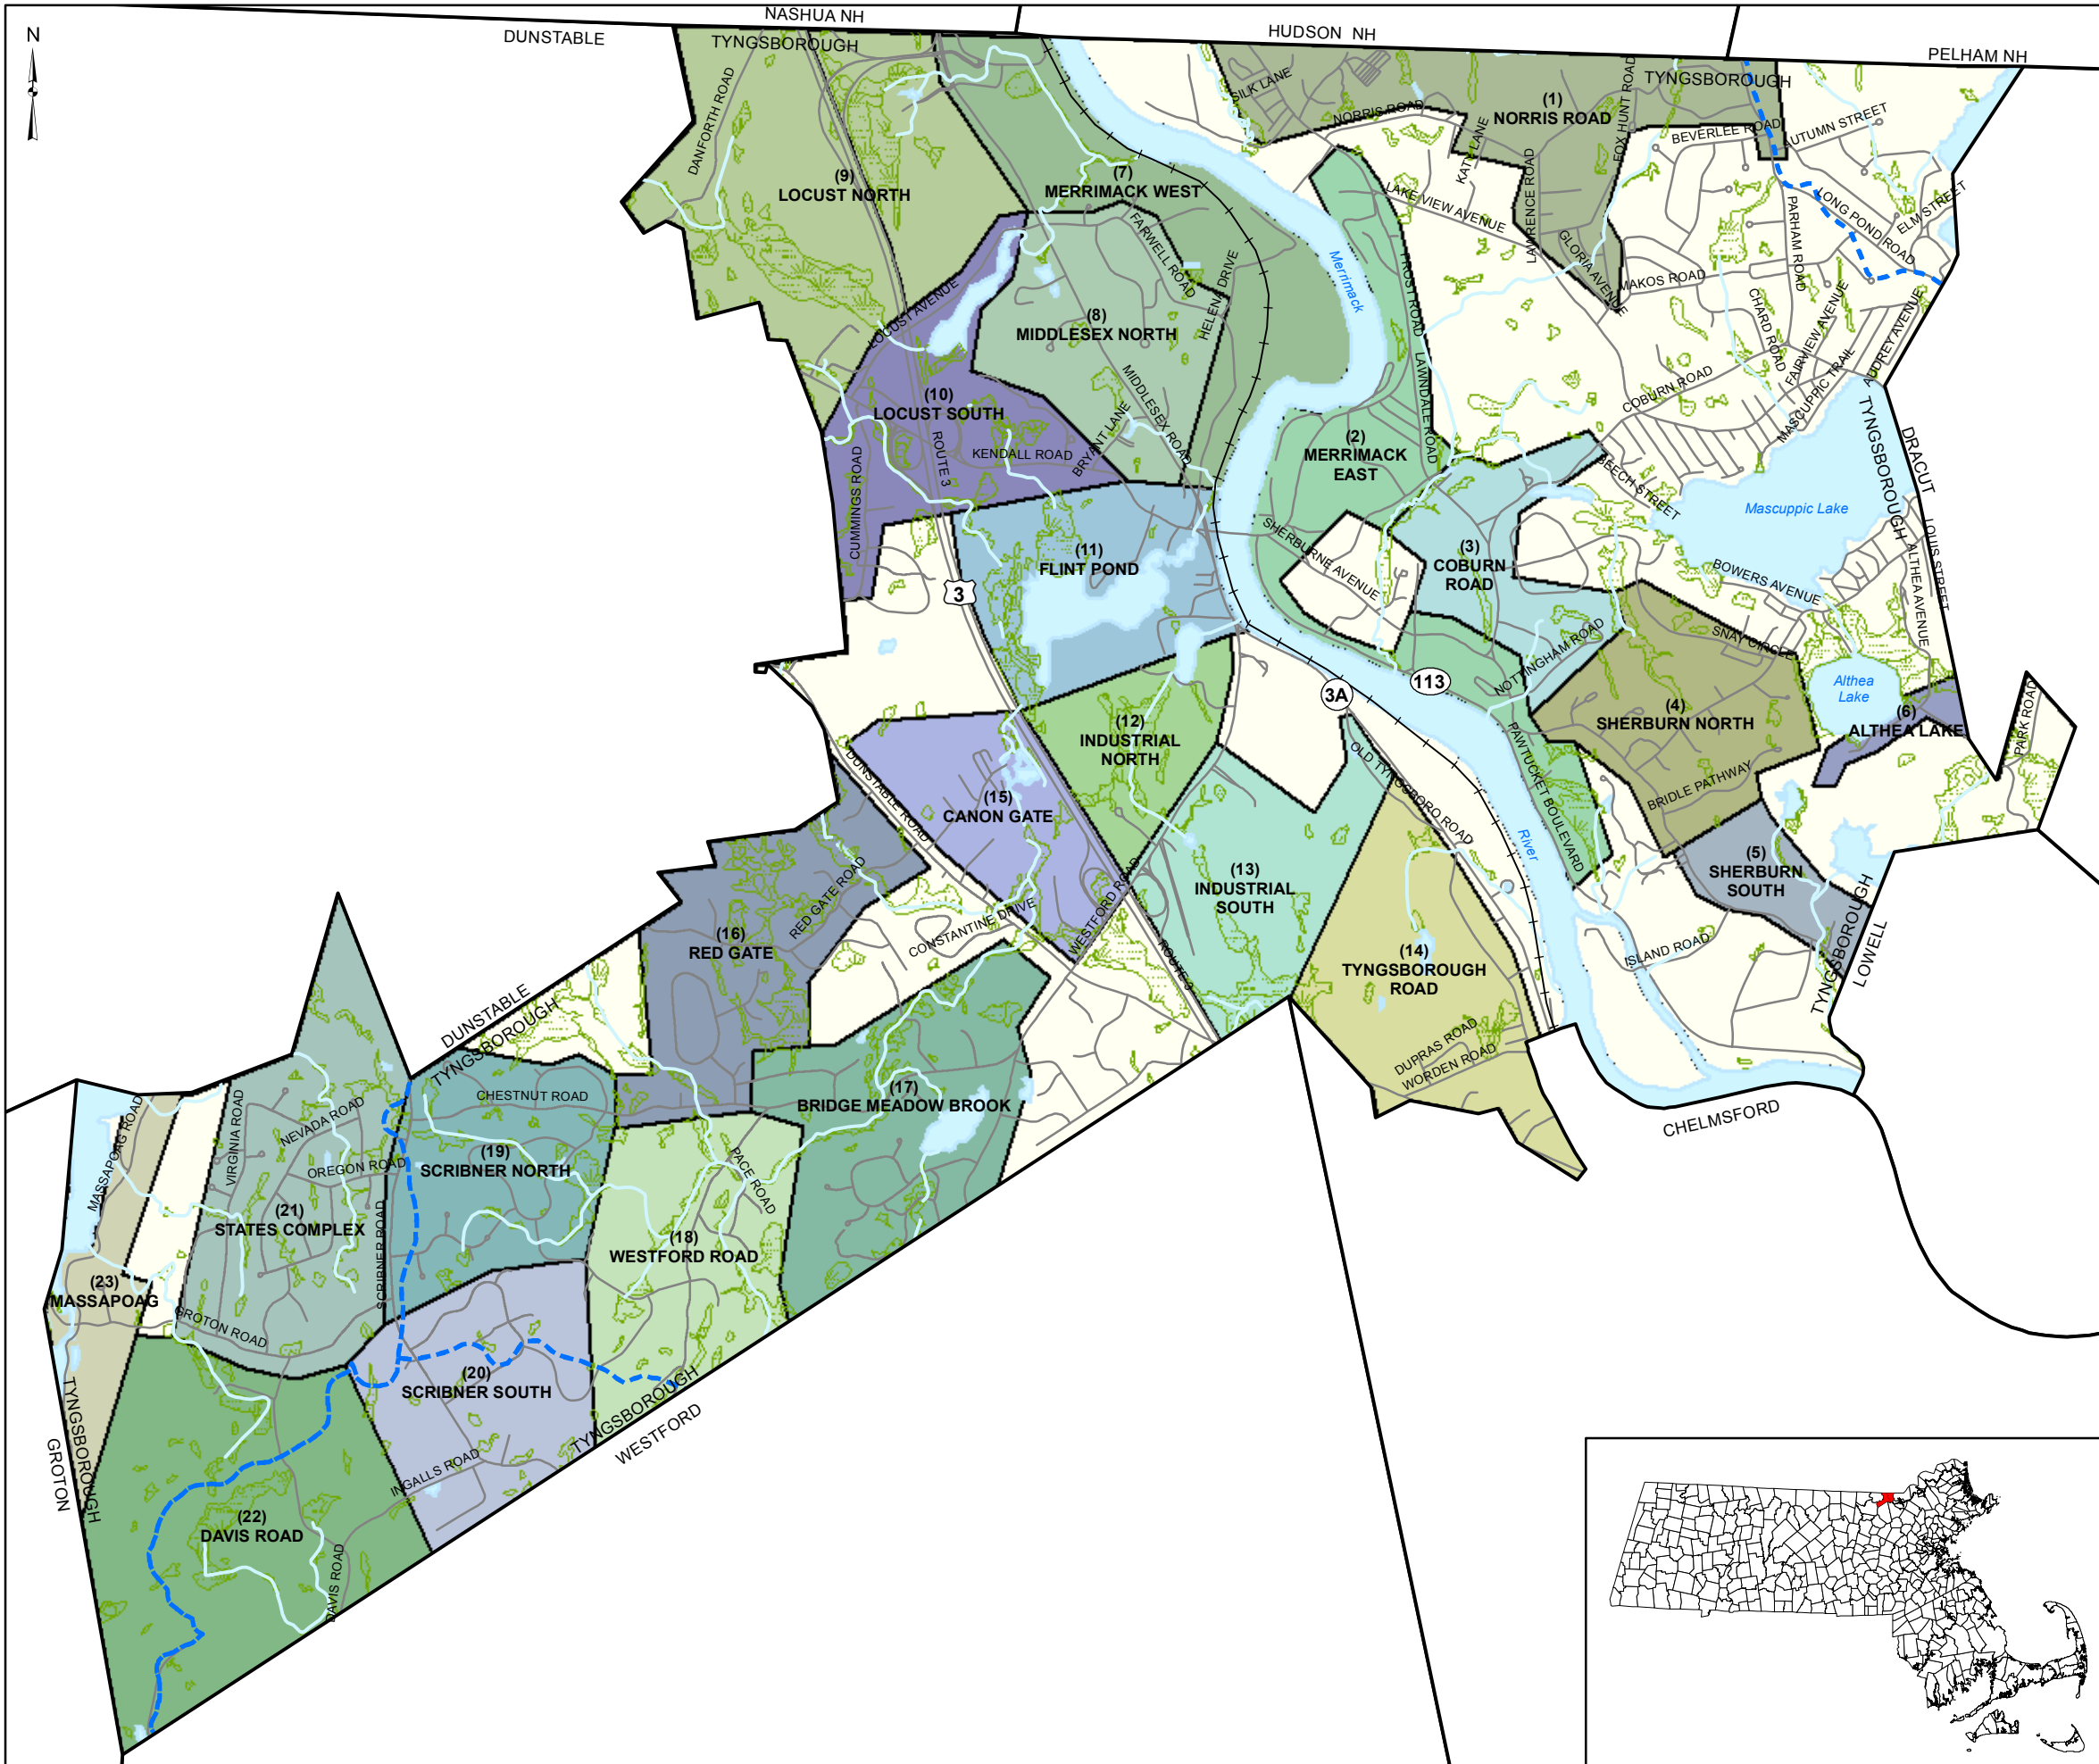 NASHUA NH
HUDSON NH
PELHAM NH
DUNSTABLE
TYNGSBOROUGH
TYNGSBOROUGH
N
DANFORTH ROAD
SILK LANE
NORRIS ROAD
(1)
NORRIS ROAD
KATY LANE
FOX HUNT ROAD
BEVERLEE ROAD
AUTUMN STREET
LAWRENCE ROAD
(9)
LOCUST NORTH
(7)
MERRIMACK WEST
FARWELL ROAD
HELENA DRIVE
LAKE VIEW AVENUE
LONG POND ROAD
ELM STREET
PARHAM ROAD
GLORIA AVENUE
MAKOS ROAD
CHARD ROAD
FAIRVIEW AVENUE
AUDREY AVENUE
MASCUPPIC TRAIL
COBURN ROAD
Merrimack
FROST ROAD
LAWNDALE ROAD
LOCUST AVENUE
(8)
MIDDLESEX NORTH
MIDDLESEX ROAD
BRYANT LANE
(10)
LOCUST SOUTH
ROUTE 3
KENDALL ROAD
CUMMINGS ROAD
(2)
MERRIMACK
EAST
BEECH STREET
Mascuppic Lake
TYNGSBOROUGH
DRACUT
LOUIS STREET
ALTHEA AVENUE
SHERBURNE AVENUE
(3)
COBURN
ROAD
BOWERS AVENUE
(11)
FLINT POND
3
SNAY CIRCLE
NOTTINGHAM ROAD
113
3A
Althea
Lake
(6)
ALTHEA LAKE
(4)
SHERBURN NORTH
PARK ROAD
BRIDLE PATHWAY
PAWTUCKET BOULEVARD
OLD TYNGSBORO ROAD
(12)
INDUSTRIAL
NORTH
DUNSTABLE ROAD
(15)
CANON GATE
(13)
INDUSTRIAL
SOUTH
River
(5)
SHERBURN
SOUTH
WESTFORD ROAD
RED GATE ROAD
CONSTANTINE DRIVE
(16)
RED GATE
ROUTE 3
(14)
TYNGSBOROUGH
ROAD
ISLAND ROAD
TYNGSBOROUGH
LOWELL
DUNSTABLE
TYNGSBOROUGH
DUPRAS ROAD
WORDEN ROAD
CHELMSFORD
(17)
BRIDGE MEADOW BROOK
CHESTNUT ROAD
MASSAPOAG ROAD
VIRGINIA ROAD
NEVADA ROAD
OREGON ROAD
(19)
SCRIBNER NORTH
PACE ROAD
(21)
STATES COMPLEX
SCRIBNER ROAD
(18)
WESTFORD ROAD
(23)
MASSAPOAG
GROTON ROAD
(20)
SCRIBNER SOUTH
TYNGSBOROUGH
WESTFORD
TYNGSBOROUGH
GROTON
INGALLS ROAD
(22)
DAVIS ROAD
DAVIS ROAD